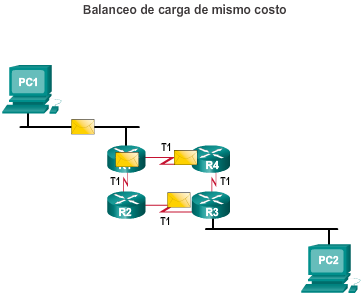 Balanceo de carga de mismo costo
PC1
T1
R4
T1
T1
R2
R3
T1
PC2